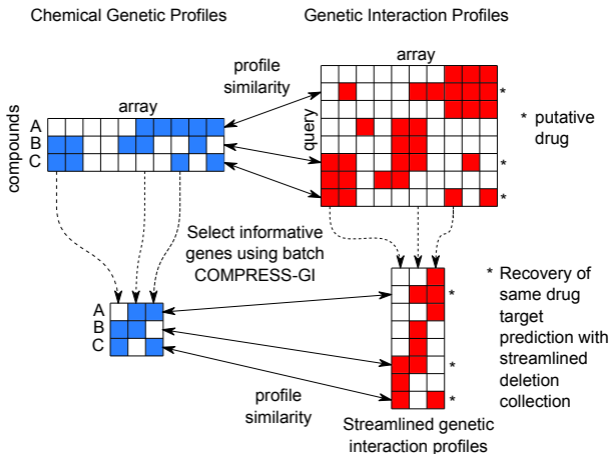 Chemical Genetic Profiles
Genetic Interaction Profiles
array
profile
similarity
array
compounds
A
B
C
query
*
*
*
* putative
drug
Select informative
genes using batch
COMPRESS-GI
A
B
C
*
*
*
* Recovery of
same drug
target
prediction with
streamlined
deletion
collection
profile
similarity
Streamlined genetic
interaction profiles